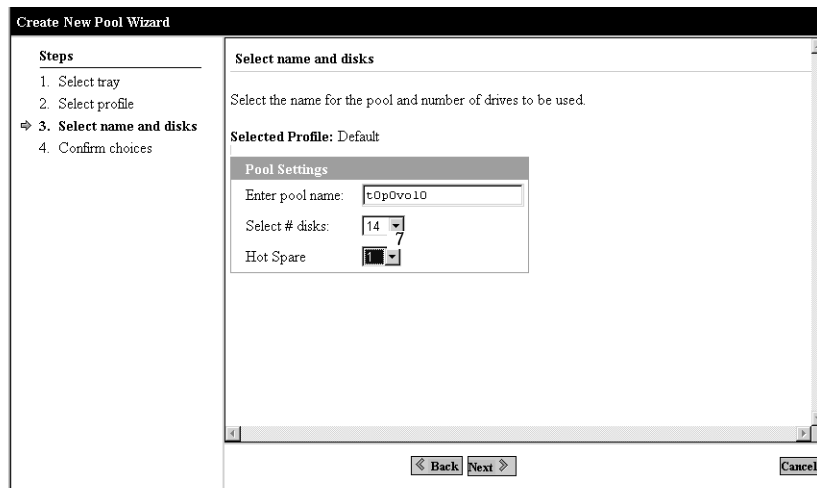 Create New Pool Wizard
Steps
1. Select tray
2. Select profile
⇨ 3. Select name and disks
4. Confirm choices
Select name and disks
Select the name for the pool and number of drives to be used.
Selected Profile: Default
Pool Settings
Enter pool name: t0p0vol0
Select # disks: 14
7
Hot Spare 1
Back Next Cancel